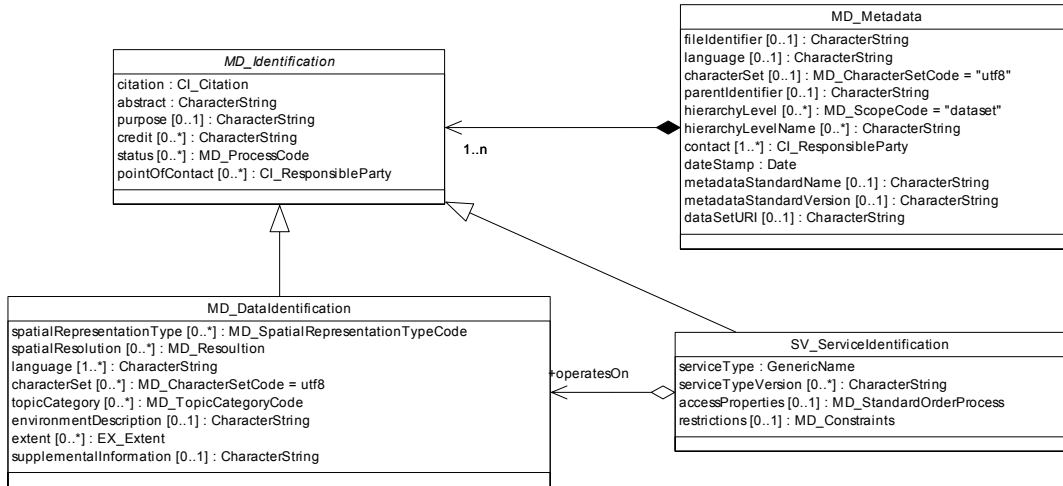 MD_Metadata
fileIdentifier [0..1] : CharacterString
language [0..1] : CharacterString
characterSet [0..1] : MD_CharacterSetCode = "utf8"
parentIdentifier [0..1] : CharacterString
hierarchyLevel [0..*] : MD_ScopeCode = "dataset"
hierarchyLevelName [0..*] : CharacterString
contact [1..*] : CI_ResponsibleParty
dateStamp : Date
metadataStandardName [0..1] : CharacterString
metadataStandardVersion [0..1] : CharacterString
dataSetURI [0..1] : CharacterString
MD_Identification
citation : CI_Citation
abstract : CharacterString
purpose [0..1] : CharacterString
credit [0..*] : CharacterString
status [0..*] : MD_ProcessCode
pointOfContact [0..*] : CI_ResponsibleParty
1..n
MD_DataIdentification
spatialRepresentationType [0..*] : MD_SpatialRepresentationTypeCode
spatialResolution [0..*] : MD_Resoultion
language [1..*] : CharacterString
characterSet [0..*] : MD_CharacterSetCode = utf8
topicCategory [0..*] : MD_TopicCategoryCode
environmentDescription [0..1] : CharacterString
extent [0..*] : EX_Extent
supplementalInformation [0..1] : CharacterString
+operatesOn
SV_ServiceIdentification
serviceType : GenericName
serviceTypeVersion [0..*] : CharacterString
accessProperties [0..1] : MD_StandardOrderProcess
restrictions [0..1] : MD_Constraints